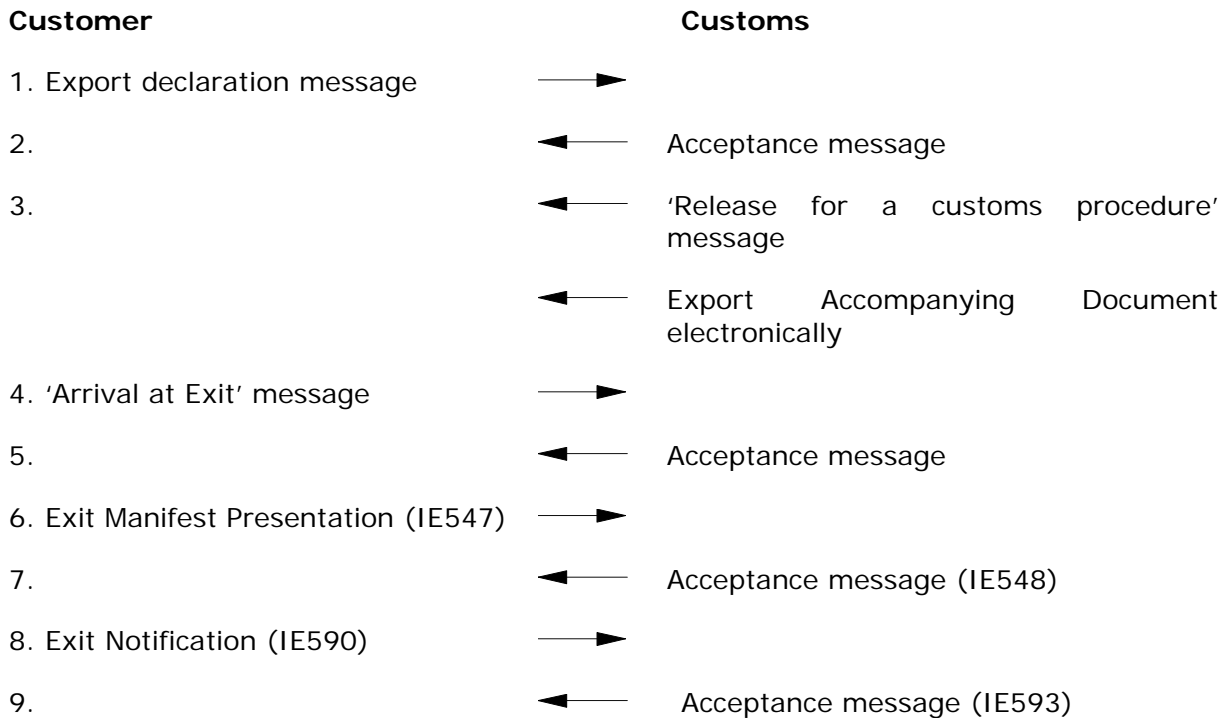 Customer Customs
1. Export declaration message
2. Acceptance message
3. ‘Release for a customs procedure’
message
Export Accompanying Document
electronically
4. ‘Arrival at Exit’ message
5. Acceptance message
6. Exit Manifest Presentation (IE547)
7. Acceptance message (IE548)
8. Exit Notification (IE590)
9. Acceptance message (IE593)